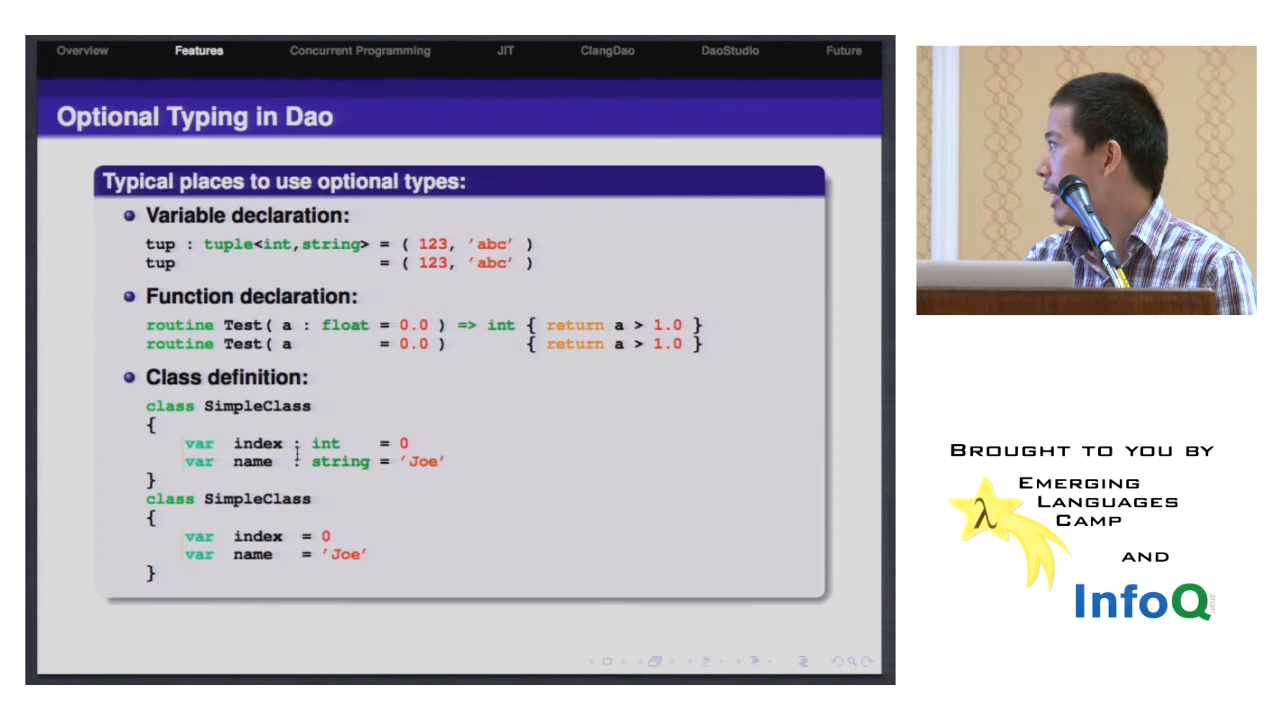 Overview Features Concurrent Programming JIT ClangDao DaoStudio Future
Optional Typing in Dao
Typical places to use optional types:
Variable declaration:
tup : tuple<int,string> = ( 123, 'abc' )
tup = ( 123, 'abc' )
Function declaration:
routine Test( a : float = 0.0 ) => int { return a > 1.0 }
routine Test( a = 0.0 ) { return a > 1.0 }
Class definition:
class SimpleClass
{
var index : int = 0
var name : string = 'Joe'
}
class SimpleClass
{
var index = 0
var name = 'Joe'
}
BROUGHT TO YOU BY
EMERGING
LANGUAGES
CAMP
λ
AND
InfoQ
ueue